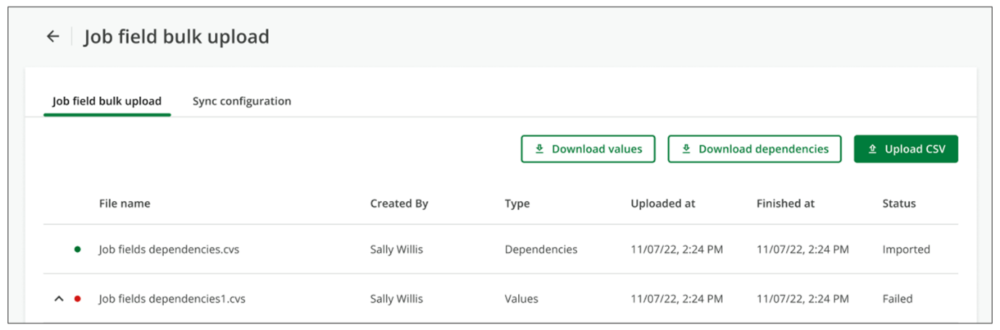 Job field bulk upload
Job field bulk upload Sync configuration
Download values Download dependencies Upload CSV
File name Created By Type Uploaded at Finished at Status
Job fields dependencies.cvs Sally Willis Dependencies 11/07/22, 2:24 PM 11/07/22, 2:24 PM Imported
Job fields dependencies1.cvs Sally Willis Values 11/07/22, 2:24 PM 11/07/22, 2:24 PM Failed